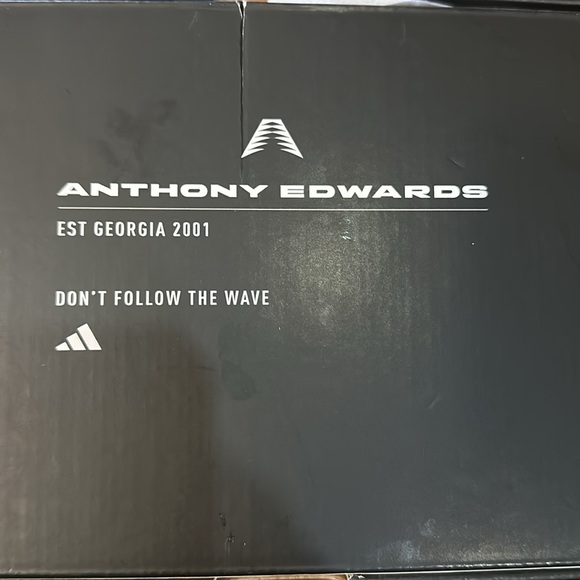 ANTHONY EDWARDS
EST GEORGIA 2001
DON'T FOLLOW THE WAVE